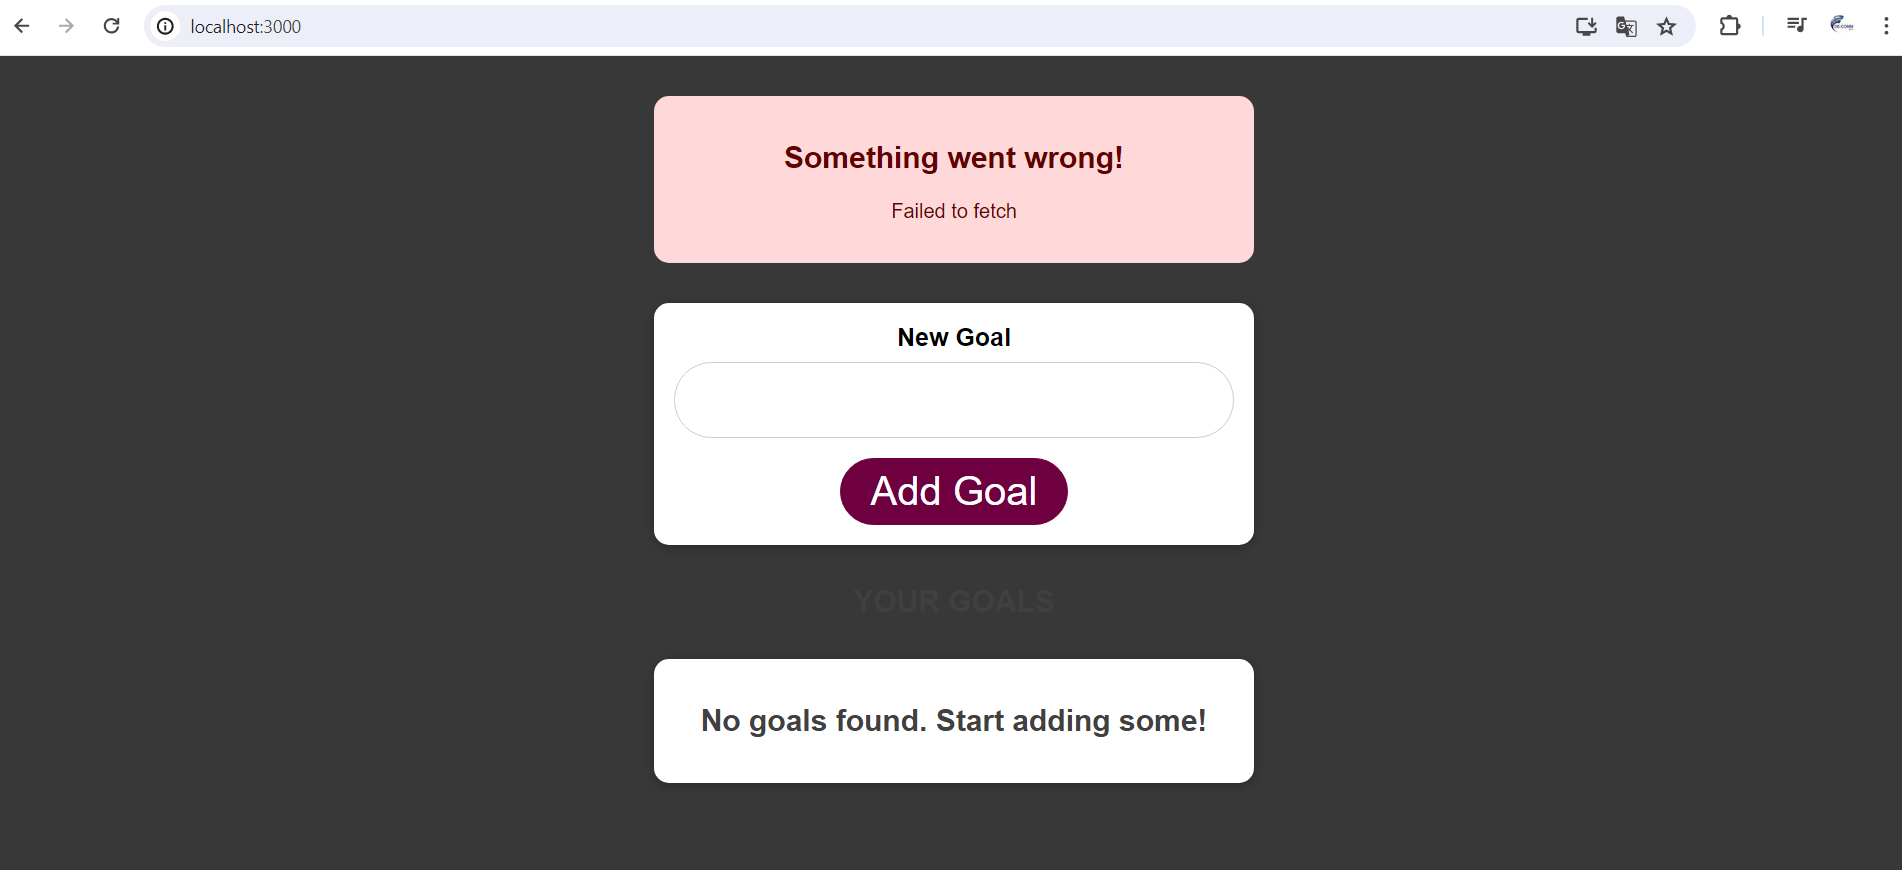 localhost:3000
Something went wrong!
Failed to fetch
New Goal
Add Goal
YOUR GOALS
No goals found. Start adding some!